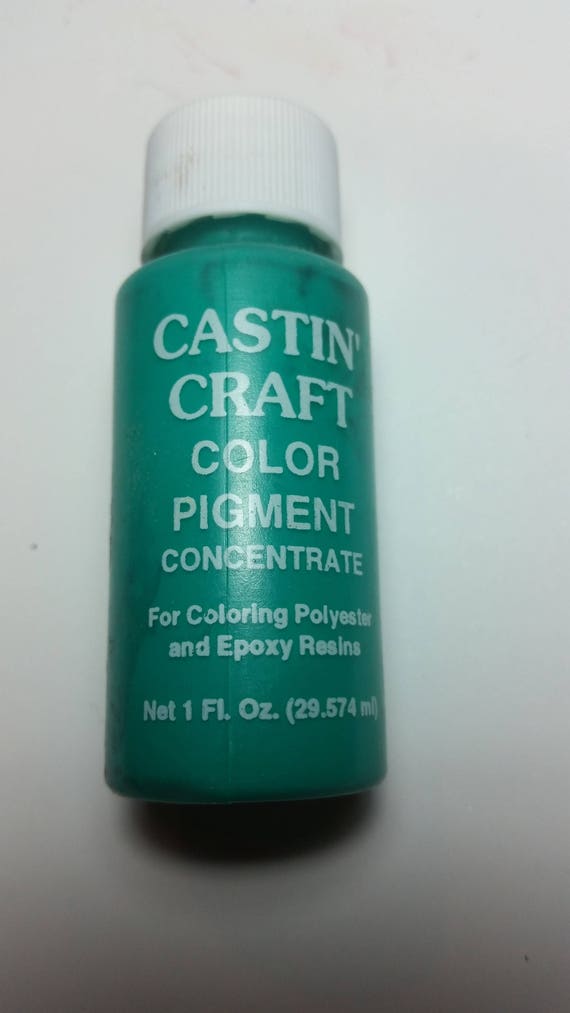 CASTIN'
CRAFT
COLOR
PIGMENT
CONCENTRATE
For Coloring Polyester
and Epoxy Resins
Net 1 Fl. Oz. (29.574 ml)